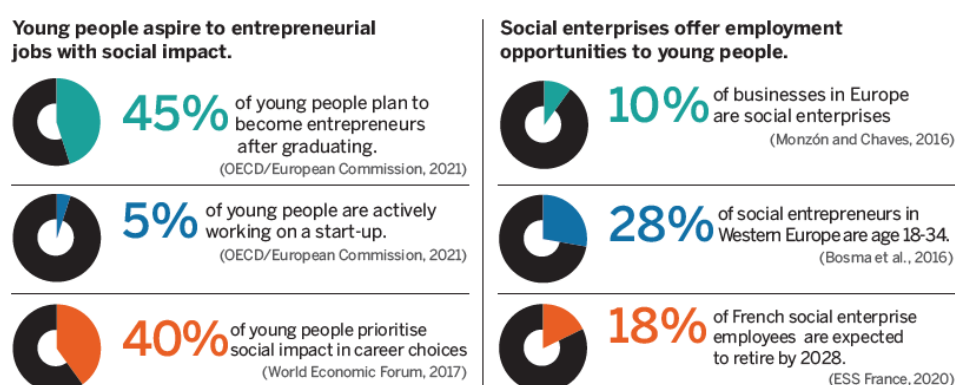 Young people aspire to entrepreneurial
jobs with social impact.
45%
of young people plan to
become entrepreneurs
after graduating.
(OECD/European Commission, 2021)
5%
of young people are actively
working on a start-up.
(OECD/European Commission, 2021)
40%
of young people prioritise
social impact in career choices
(World Economic Forum, 2017)
Social enterprises offer employment
opportunities to young people.
10%
of businesses in Europe
are social enterprises
(Monzón and Chaves, 2016)
28%
of social entrepreneurs in
Western Europe are age 18-34.
(Bosma et al., 2016)
18%
of French social enterprise
employees are expected
to retire by 2028.
(ESS France, 2020)